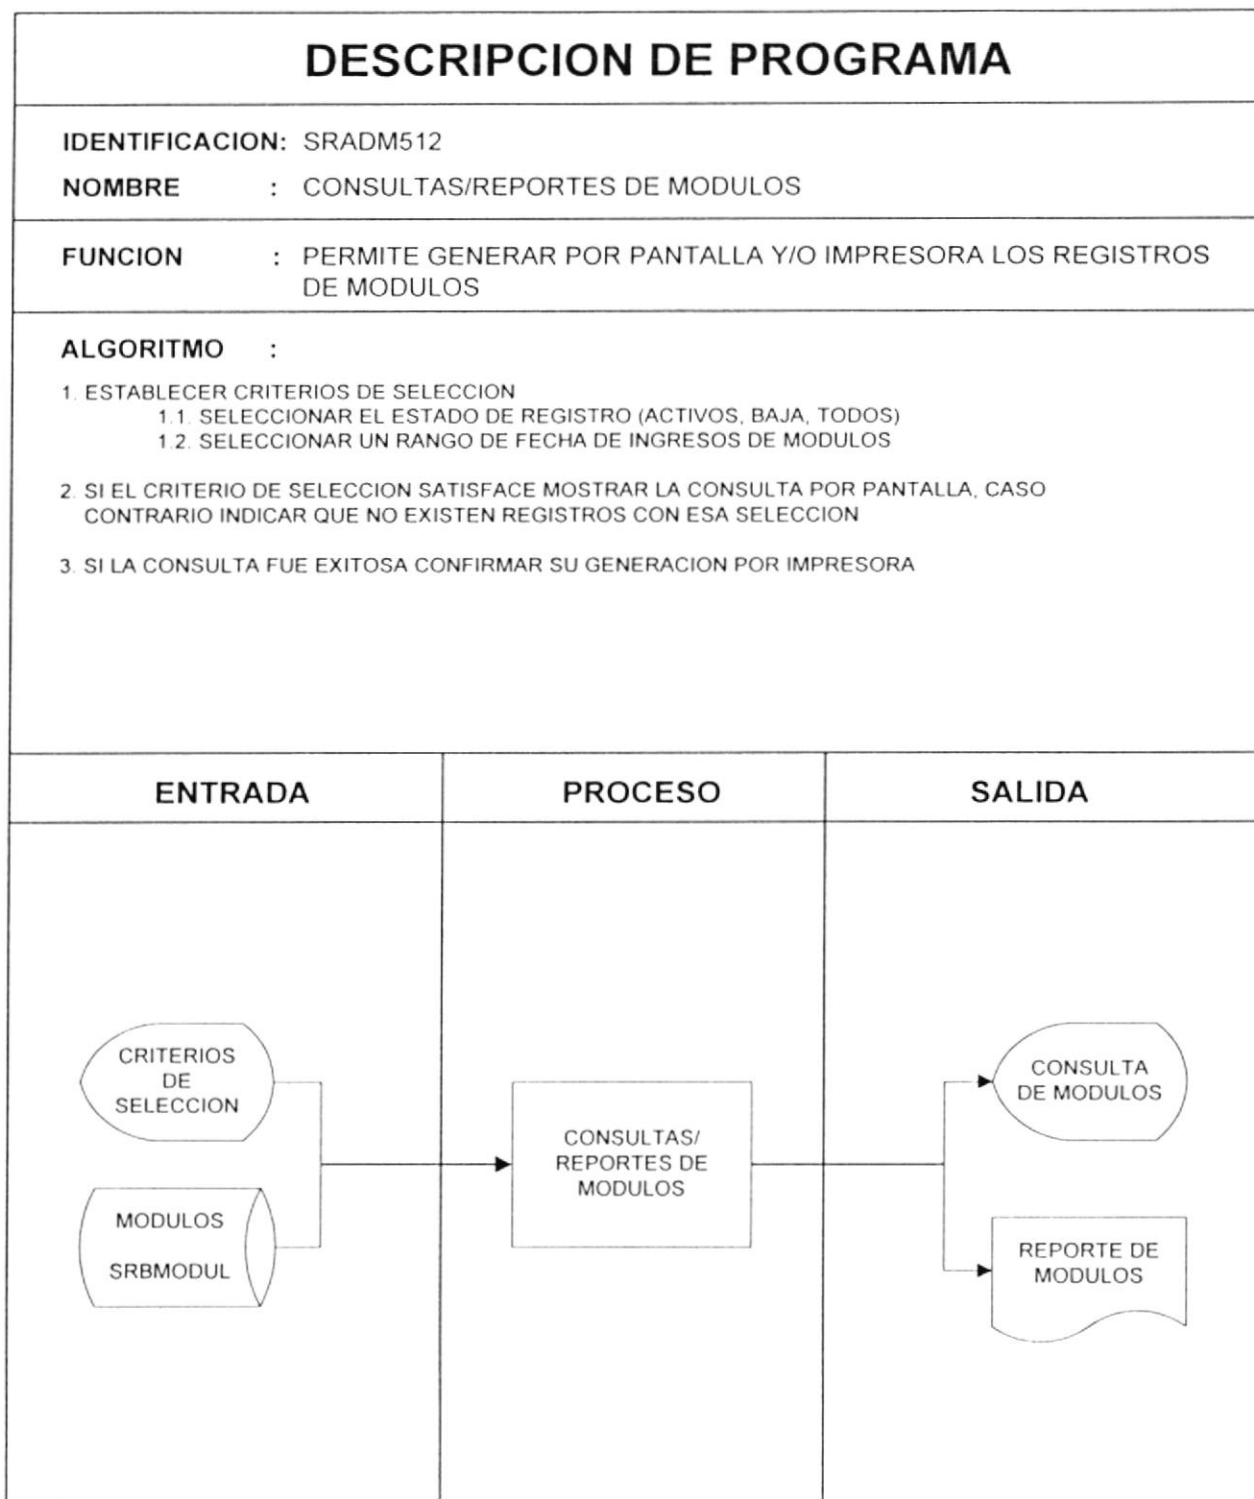 DESCRIPCION DE PROGRAMA
IDENTIFICACION: SRADM512
NOMBRE : CONSULTAS/REPORTES DE MODULOS
FUNCION : PERMITE GENERAR POR PANTALLA Y/O IMPRESORA LOS REGISTROS
DE MODULOS
ALGORITMO :
1. ESTABLECER CRITERIOS DE SELECCION
1.1. SELECCIONAR EL ESTADO DE REGISTRO (ACTIVOS, BAJA, TODOS)
1.2. SELECCIONAR UN RANGO DE FECHA DE INGRESOS DE MODULOS
2. SI EL CRITERIO DE SELECCION SATISFACE MOSTRAR LA CONSULTA POR PANTALLA, CASO
CONTRARIO INDICAR QUE NO EXISTEN REGISTROS CON ESA SELECCION
3. SI LA CONSULTA FUE EXITOSA CONFIRMAR SU GENERACION POR IMPRESORA
ENTRADA
PROCESO
SALIDA
CRITERIOS
DE
SELECCION
MODULOS
SRBMODUL
CONSULTAS/
REPORTES DE
MODULOS
CONSULTA
DE MODULOS
REPORTE DE
MODULOS